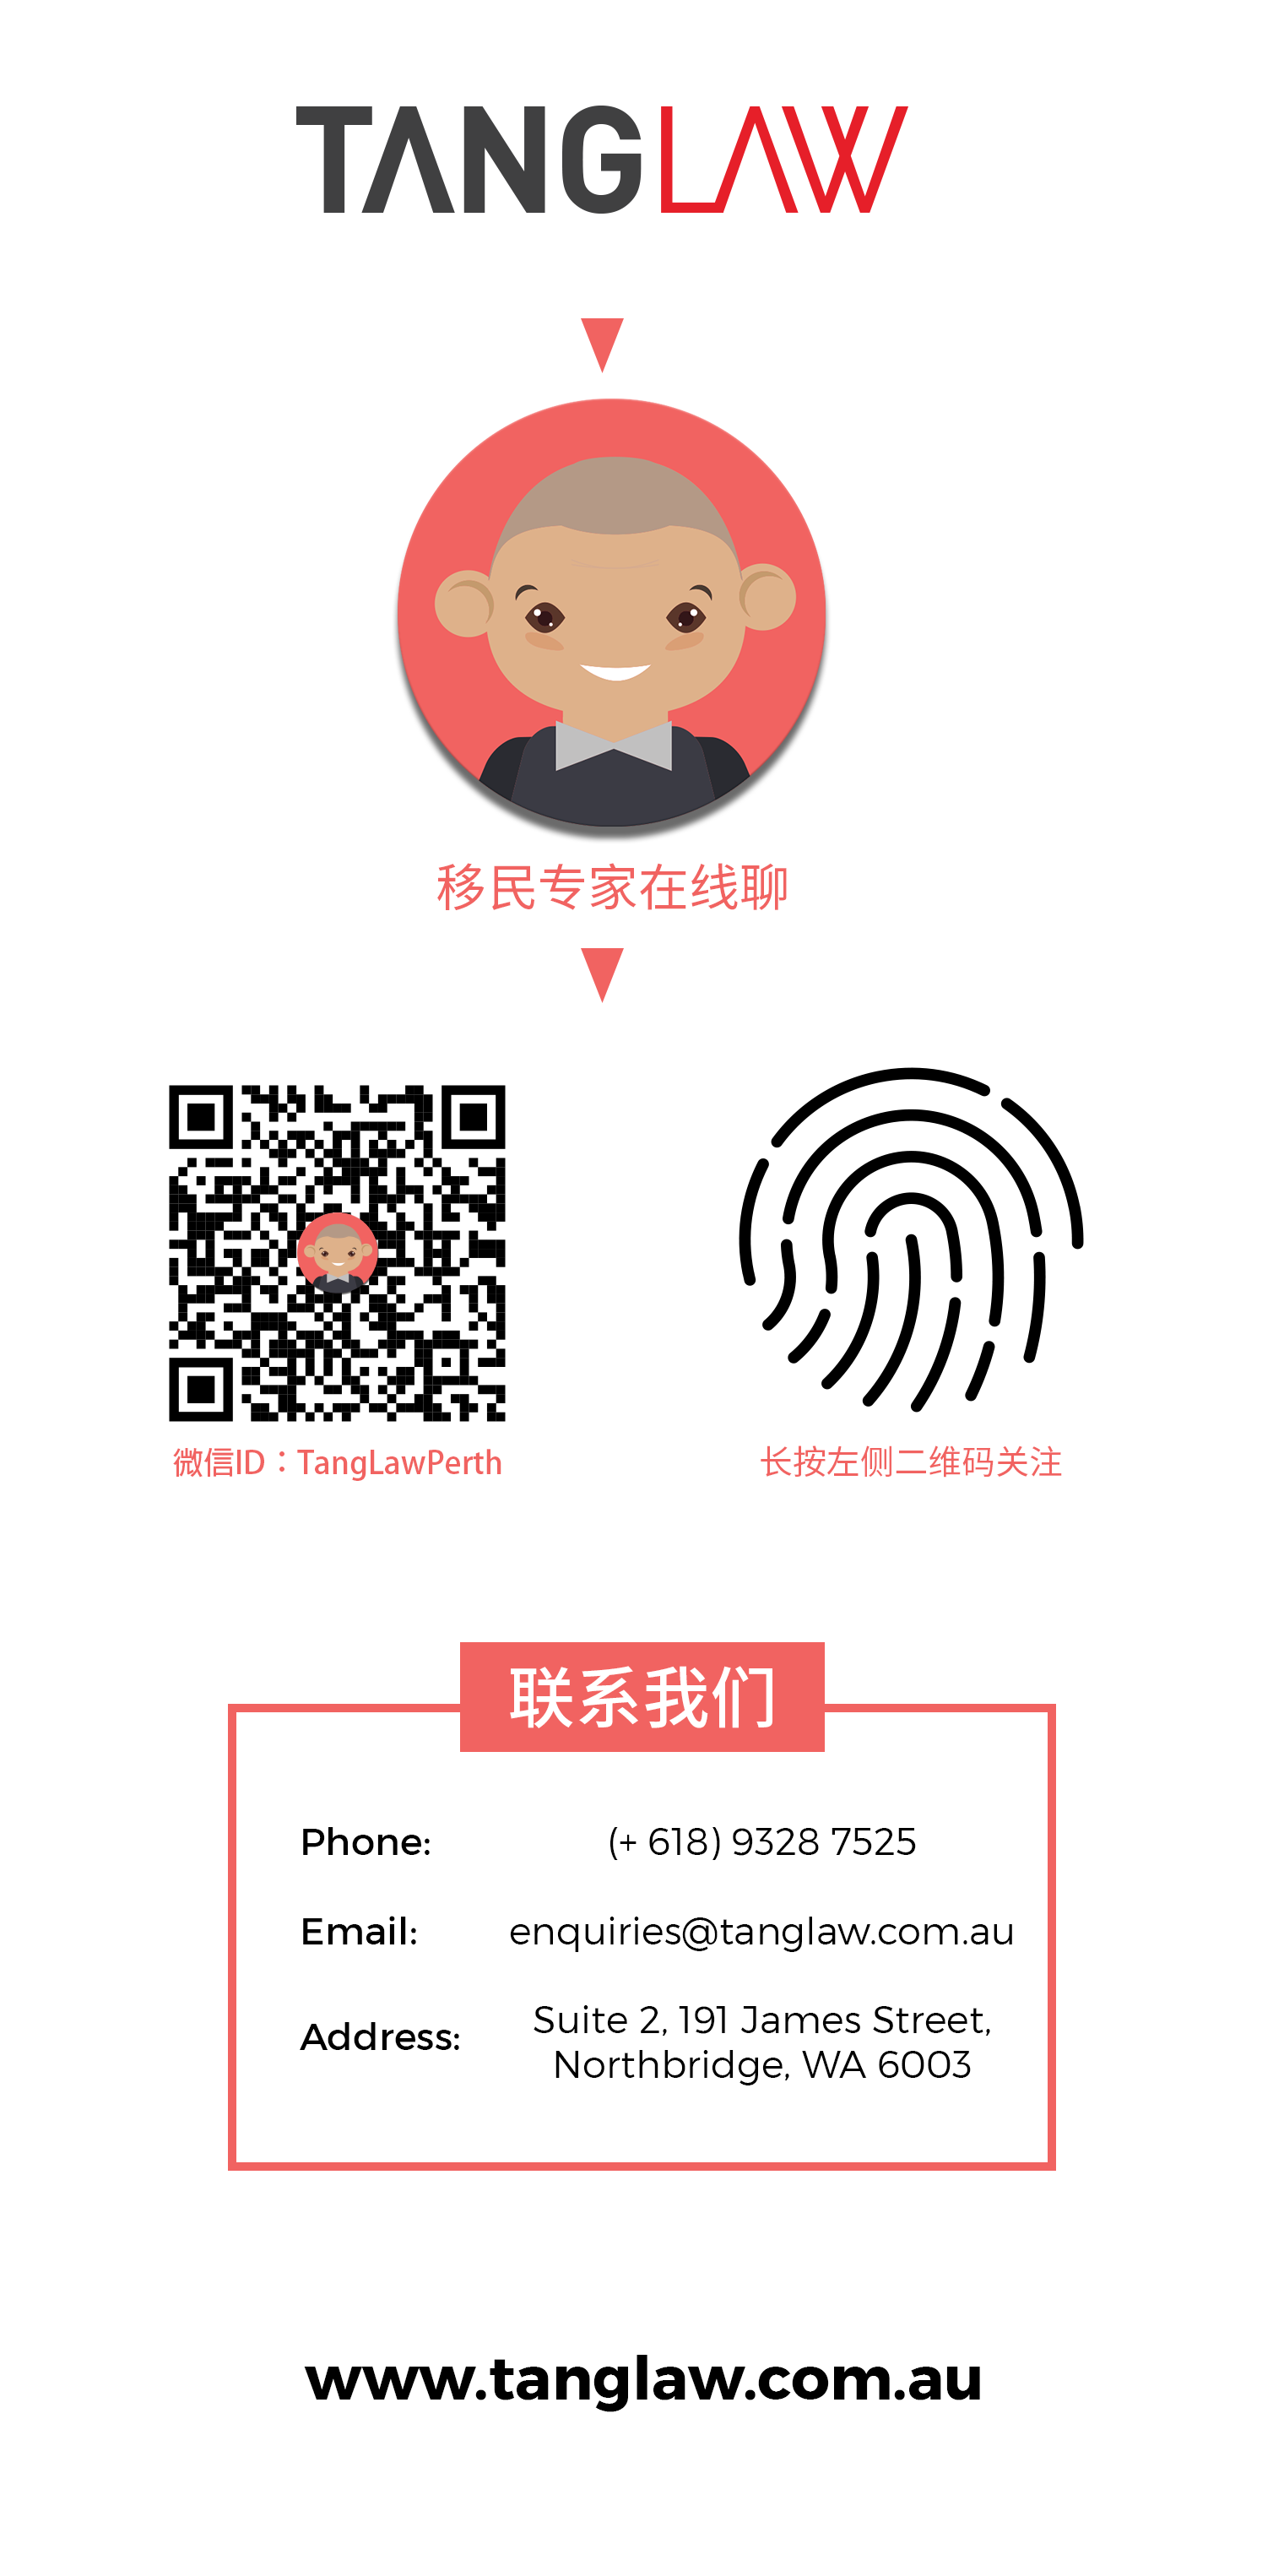 TANGLAW
移民专家在线聊
微信ID：TangLawPerth
长按左侧二维码关注
联系我们
Phone: (+ 618) 9328 7525
Email: enquiries@tanglaw.com.au
Address: Suite 2, 191 James Street,
Northbridge, WA 6003
www.tanglaw.com.au